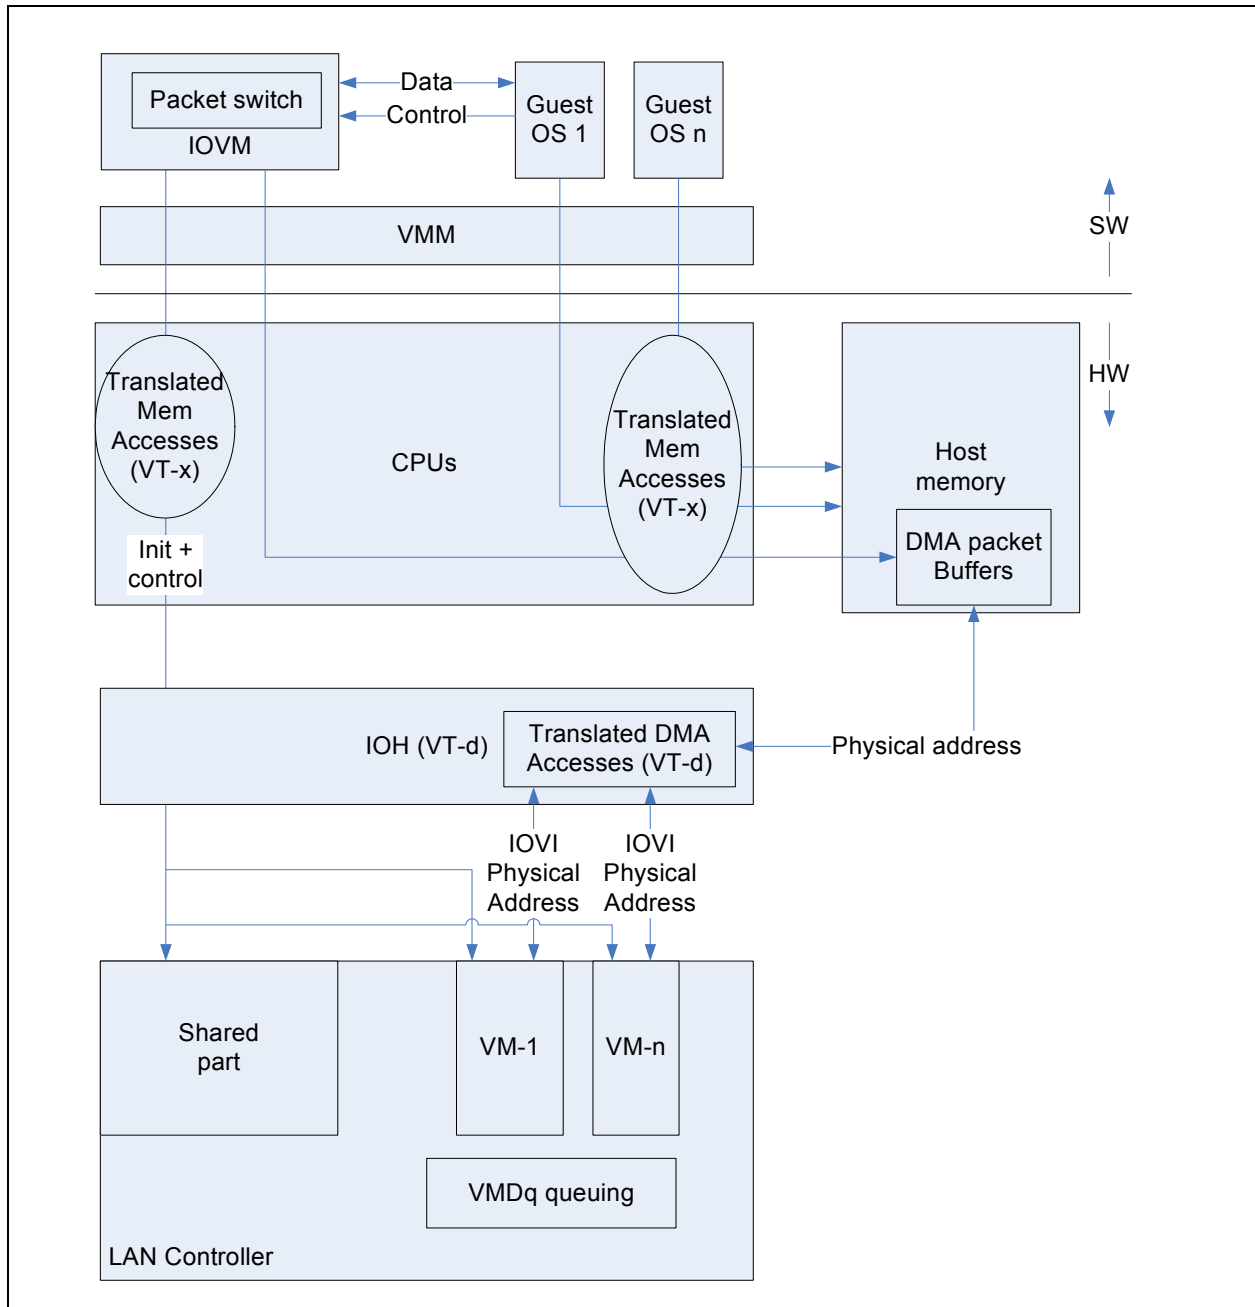 Packet switch
IOVM
Data
Control
Guest
OS 1
Guest
OS n
VMM
SW
HW
Translated
Mem
Accesses
(VT-x)
CPUs
Translated
Mem
Accesses
(VT-x)
Host
memory
DMA packet
Buffers
Init +
control
IOH (VT-d)
Translated DMA
Accesses (VT-d)
Physical address
IOVI
Physical
Address
IOVI
Physical
Address
Shared
part
VM-1
VM-n
VMDq queuing
LAN Controller